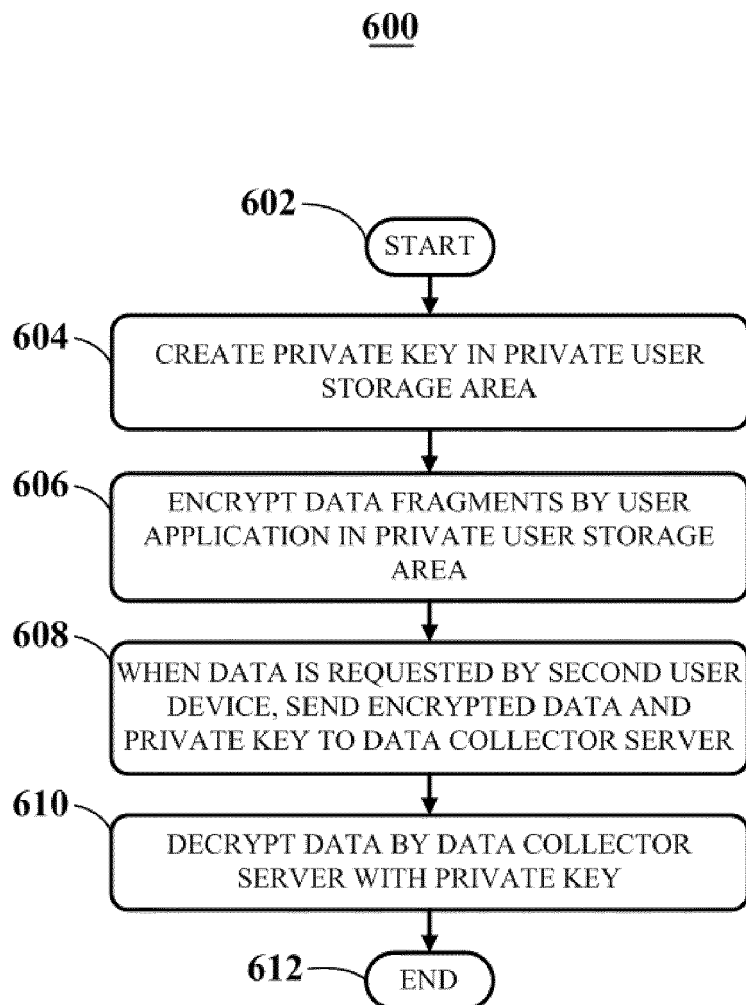 600
602
START
604
CREATE PRIVATE KEY IN PRIVATE USER
STORAGE AREA
606
ENCRYPT DATA FRAGMENTS BY USER
APPLICATION IN PRIVATE USER STORAGE
AREA
608
WHEN DATA IS REQUESTED BY SECOND USER
DEVICE, SEND ENCRYPTED DATA AND
PRIVATE KEY TO DATA COLLECTOR SERVER
610
DECRYPT DATA BY DATA COLLECTOR
SERVER WITH PRIVATE KEY
612
END